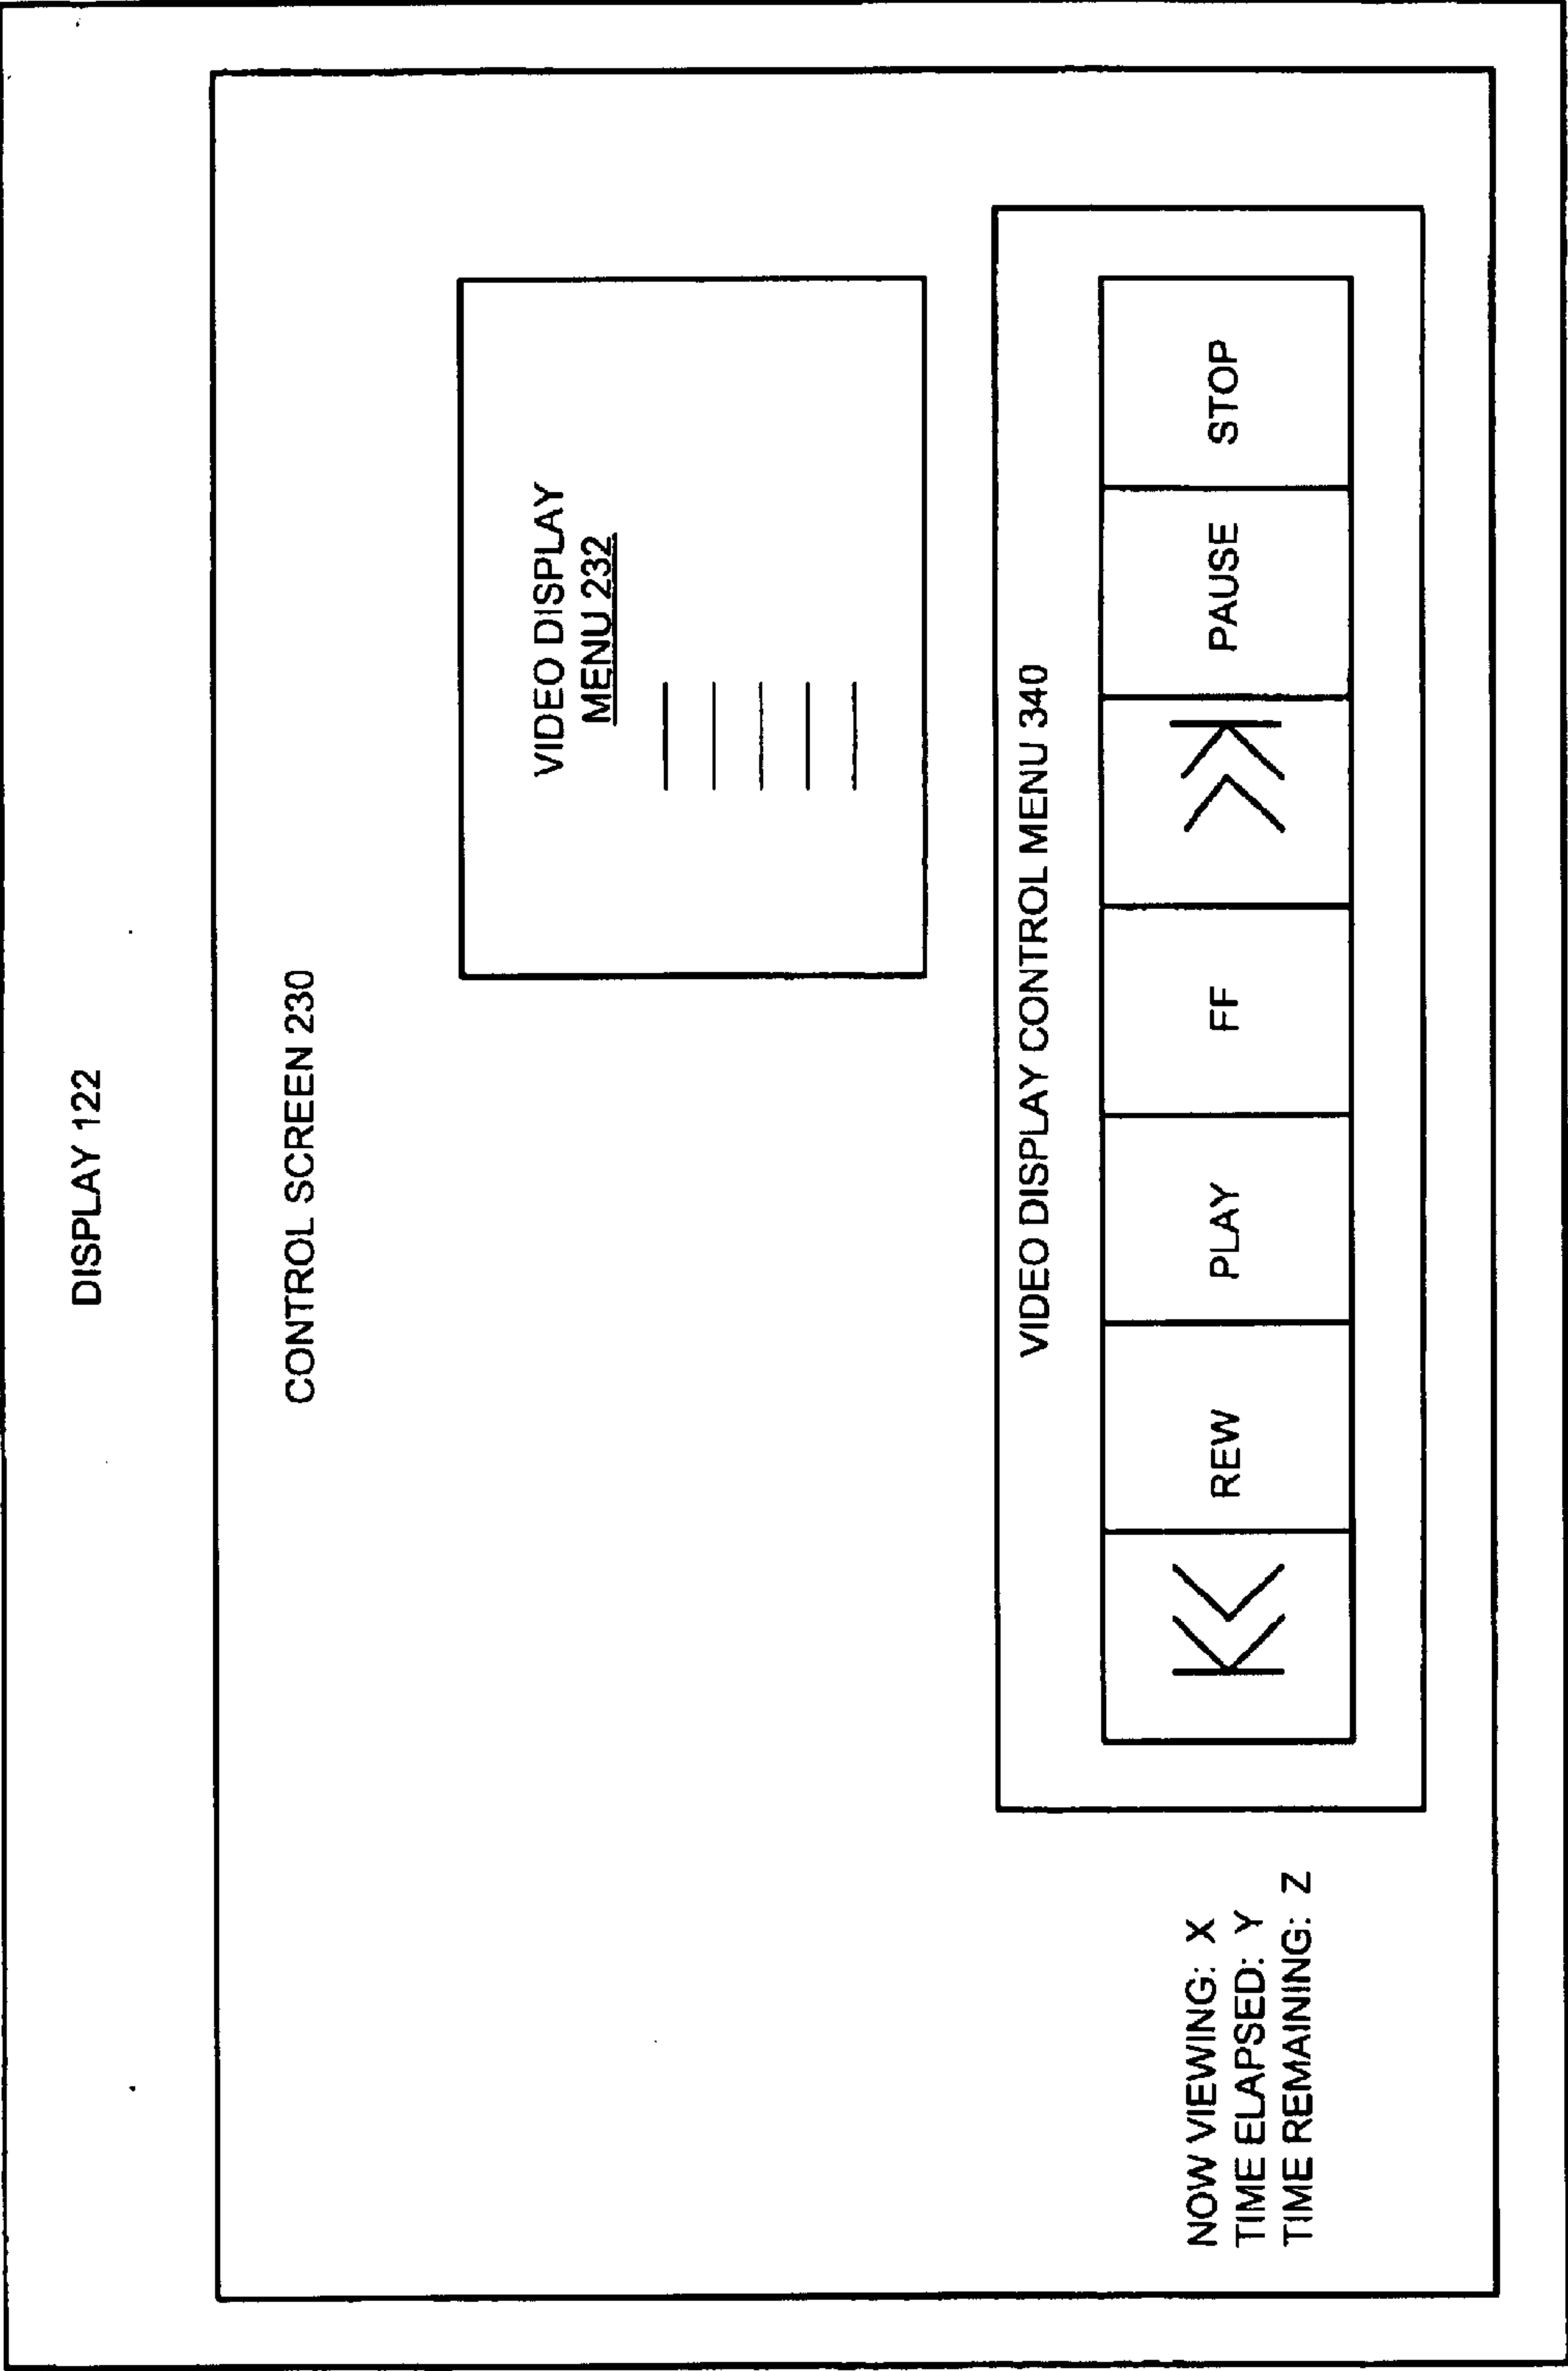 DISPLAY 122
CONTROL SCREEN 230
VIDEO DISPLAY
MENU 232
VIDEO DISPLAY CONTROL MENU 340
REW
PLAY
FF
PAUSE
STOP
NOW VIEWING: X
TIME ELAPSED: Y
TIME REMAINING: Z